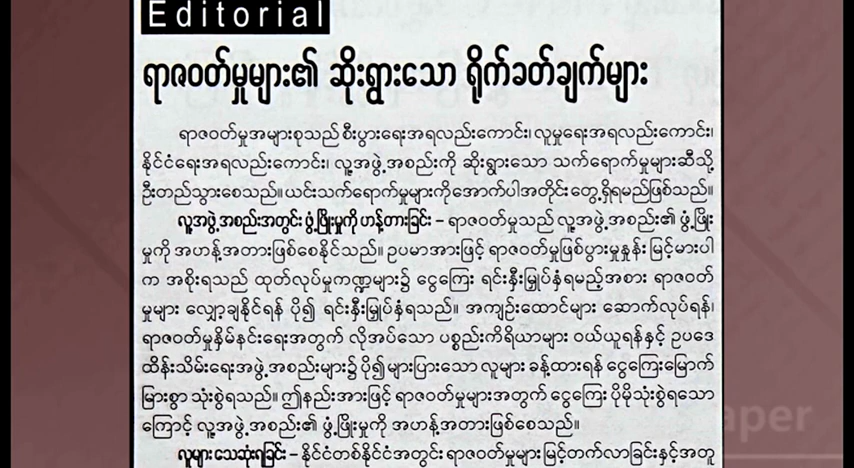 Editorial
ရာဇဝတ်မှုများ၏ ဆိုးရွားသော ရိုက်ခတ်ချက်များ
ရာဇဝတ်မှုအများစုသည် စီးပွားရေးအရလည်းကောင်း၊ လူမှုရေးအရလည်းကောင်း၊
နိုင်ငံရေးအရလည်းကောင်း၊ လူ့အဖွဲ့အစည်းကို ဆိုးရွားသော သက်ရောက်မှုများဆီသို့
ဦးတည်သွားစေသည်။ ယင်းသက်ရောက်မှုများကိုအောက်ပါအတိုင်းတွေ့ရှိရမည်ဖြစ်သည်။
လူ့အဖွဲ့အစည်းအတွင်း ဖွံ့ဖြိုးမှုကို ဟန့်တားခြင်း – ရာဇဝတ်မှုသည် လူ့အဖွဲ့အစည်း၏ ဖွံ့ဖြိုး
မှုကို အဟန့်အတားဖြစ်စေနိုင်သည်။ ဥပမာအားဖြင့် ရာဇဝတ်မှုဖြစ်ပွားမှုနှုန်း မြင့်မားပါ
က အစိုးရသည် ထုတ်လုပ်မှုကဏ္ဍများ၌ ငွေကြေး ရင်းနှီးမြှုပ်နှံရမည့်အစား ရာဇဝတ်
မှုများ လျှော့ချနိုင်ရန် ပို၍ ရင်းနှီးမြှုပ်နှံရသည်။ အကျဉ်းထောင်များ ဆောက်လုပ်ရန်၊
ရာဇဝတ်မှုနှိမ်နင်းရေးအတွက် လိုအပ်သော ပစ္စည်းကိရိယာများ ဝယ်ယူရန်နှင့် ဥပဒေ
ထိန်းသိမ်းရေးအဖွဲ့အစည်းများ၌ ပို၍များပြားသော လူများ ခန့်ထားရန် ငွေကြေးမြောက်
မြားစွာ သုံးစွဲရသည်။ ဤနည်းအားဖြင့် ရာဇဝတ်မှုများအတွက် ငွေကြေး ပိုမိုသုံးစွဲရသော
ကြောင့် လူ့အဖွဲ့အစည်း၏ ဖွံ့ဖြိုးမှုကို အဟန့်အတားဖြစ်စေသည်။
လူများ သေဆုံးရခြင်း – နိုင်ငံတစ်နိုင်ငံအတွင်း ရာဇဝတ်မှုများ မြင့်တက်လာခြင်းနှင့်အတူ